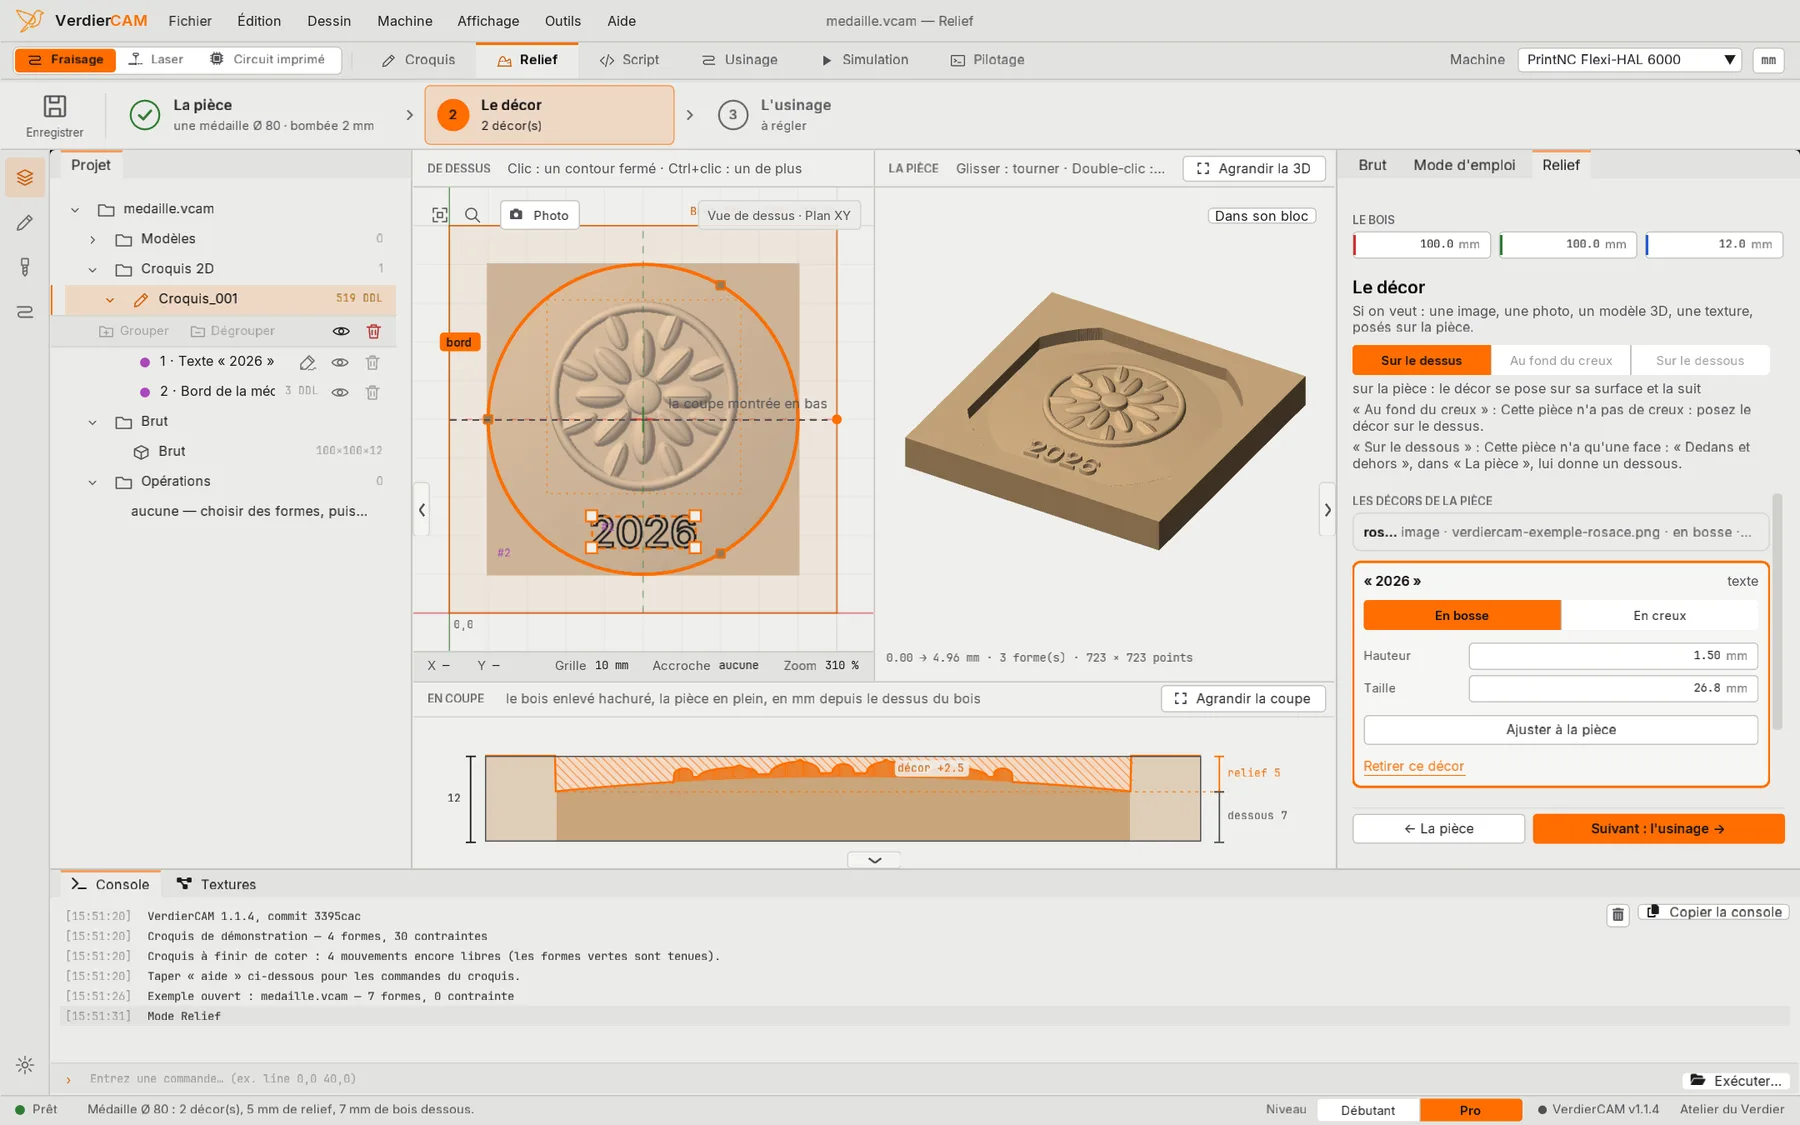 VerdierCAM
Fichier
Édition
Dessin
Machine
Affichage
Outils
Aide
medaille.vcam — Relief
Fraisage
Laser
Circuit imprimé
Croquis
Relief
Script
Usinage
Simulation
Pilotage
Machine
PrintNC Flexi-HAL 6000
mm
Enregistrer
La pièce
une médaille Ø 80 · bombée 2 mm
2
Le décor
2 décor(s)
3
L'usinage
à régler
Projet
medaille.vcam
Modèles 0
Croquis 2D 1
Croquis_001 519 DDL
Grouper
Dégrouper
1 · Texte « 2026 »
2 · Bord de la méc 3 DDL
Brut
Brut 100×100×12
Opérations 0
aucune — choisir des formes, puis...
DE DESSUS
Clic : un contour fermé · Ctrl+clic : un de plus
Photo
B
Vue de dessus · Plan XY
bord
la coupe montrée en bas
2026
#2
0,0
X —
Y —
Grille 10 mm
Accroche aucune
Zoom 310 %
LA PIÈCE
Glisser : tourner · Double-clic :...
Agrandir la 3D
Dans son bloc
2026
0.00 → 4.96 mm · 3 forme(s) · 723 × 723 points
EN COUPE
le bois enlevé hachuré, la pièce en plein, en mm depuis le dessus du bois
Agrandir la coupe
12
décor +2.5
relief 5
dessous 7
Brut
Mode d'emploi
Relief
LE BOIS
100.0 mm
100.0 mm
12.0 mm
Le décor
Si on veut : une image, une photo, un modèle 3D, une texture,
posés sur la pièce.
Sur le dessus
Au fond du creux
Sur le dessous
sur la pièce : le décor se pose sur sa surface et la suit
« Au fond du creux » : Cette pièce n'a pas de creux : posez le
décor sur le dessus.
« Sur le dessous » : Cette pièce n'a qu'une face : « Dedans et
dehors », dans « La pièce », lui donne un dessous.
LES DÉCORS DE LA PIÈCE
ros... image · verdiercam-exemple-rosace.png · en bosse ·...
« 2026 » texte
En bosse
En creux
Hauteur 1.50 mm
Taille 26.8 mm
Ajuster à la pièce
Retirer ce décor
← La pièce
Suivant : l'usinage →
Console
Textures
Copier la console
[15:51:20] VerdierCAM 1.1.4, commit 3395cac
[15:51:20] Croquis de démonstration — 4 formes, 30 contraintes
[15:51:20] Croquis à finir de coter : 4 mouvements encore libres (les formes vertes sont tenues).
[15:51:20] Taper « aide » ci-dessous pour les commandes du croquis.
[15:51:26] Exemple ouvert : medaille.vcam — 7 formes, 0 contrainte
[15:51:31] Mode Relief
› Entrez une commande… (ex. line 0,0 40,0)
Exécuter...
Prêt
Médaille Ø 80 : 2 décor(s), 5 mm de relief, 7 mm de bois dessous.
Niveau
Débutant
Pro
VerdierCAM v1.1.4
Atelier du Verdier